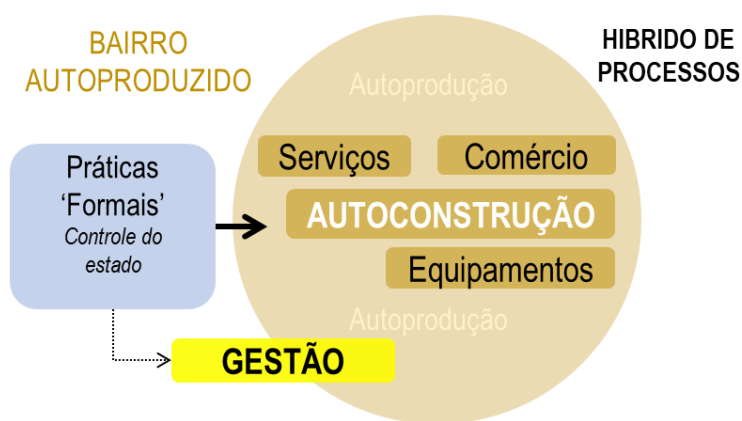 BAIRRO
AUTOPRODUZIDO
HIBRIDO DE
PROCESSOS
Autoprodução
Práticas
‘Formais’
Controle do
estado
Serviços
Comércio
AUTOCONSTRUÇÃO
Equipamentos
Autoprodução
GESTÃO